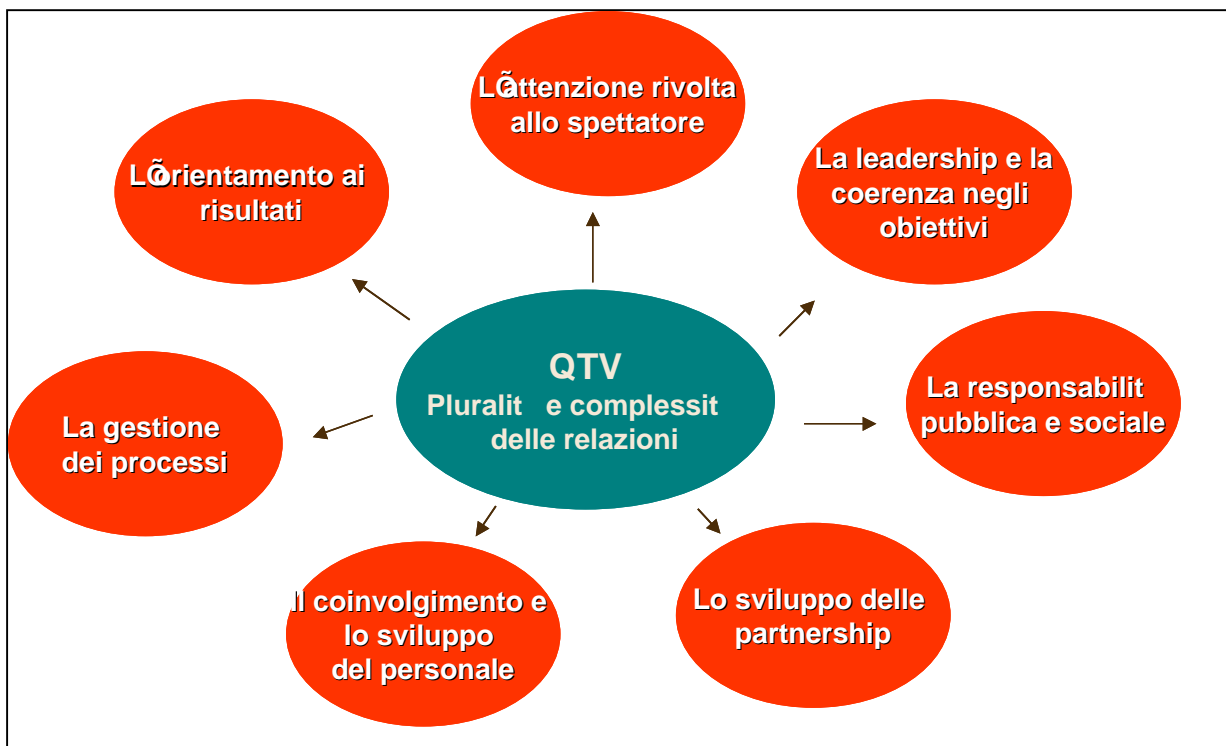 LÕattenzione rivolta
allo spettatore
LÕorientamento ai
risultati
La leadership e la
coerenza negli
obiettivi
QTV
Pluralit e complessit
delle relazioni
La responsabilit
pubblica e sociale
La gestione
dei processi
Il coinvolgimento e
lo sviluppo
del personale
Lo sviluppo delle
partnership